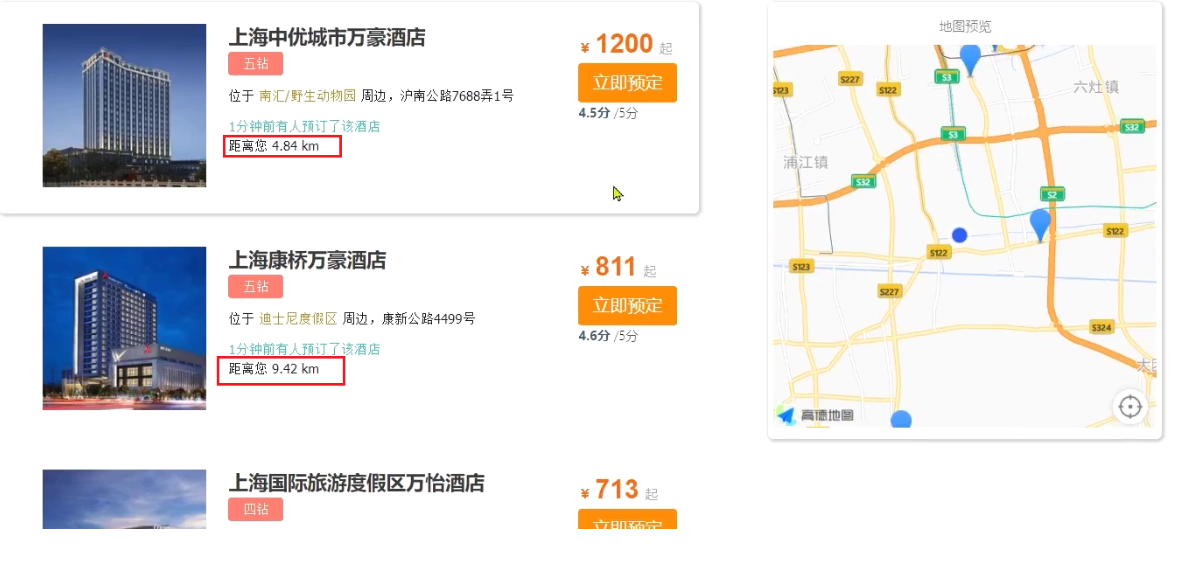 上海中优城市万豪酒店
五钻
位于 南汇/野生动物园 周边，沪南公路7688弄1号
1分钟前有人预订了该酒店
距离您 4.84 km
¥ 1200 起
立即预定
4.5分 /5分
上海康桥万豪酒店
五钻
位于 迪士尼度假区 周边，康新公路4499号
1分钟前有人预订了该酒店
距离您 9.42 km
¥ 811 起
立即预定
4.6分 /5分
上海国际旅游度假区万怡酒店
四钻
¥ 713 起
立即预定
地图预览
S3
S227
S122
S123
六灶镇
S3
S32
浦江镇
S32
S2
S122
S122
S123
S227
S324
高德地图